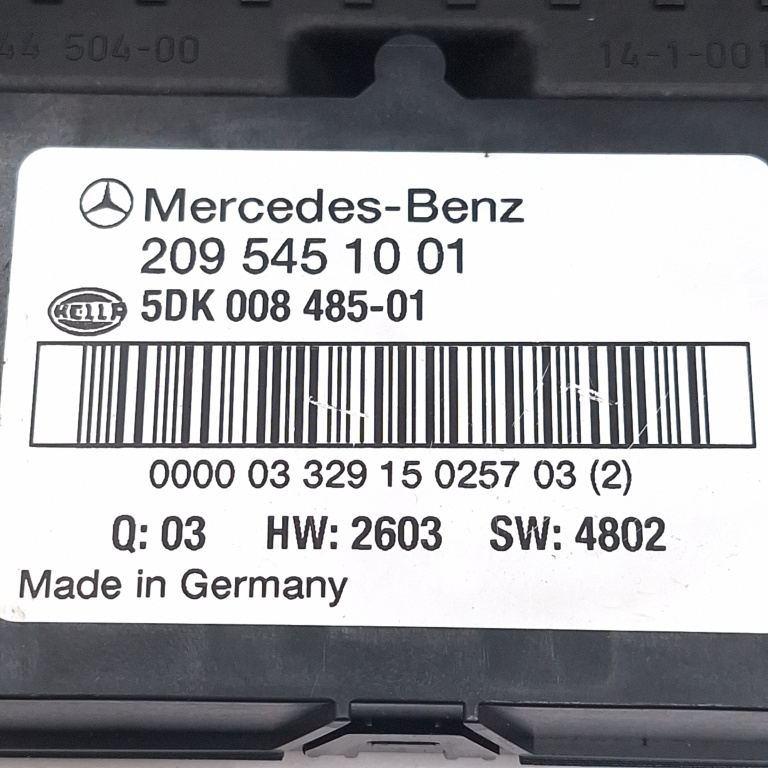 44 504-00
14-1-001
Mercedes-Benz
209 545 10 01
HELLA 5DK 008 485-01
0000 03 329 15 0257 03 (2)
Q: 03 HW: 2603 SW: 4802
Made in Germany